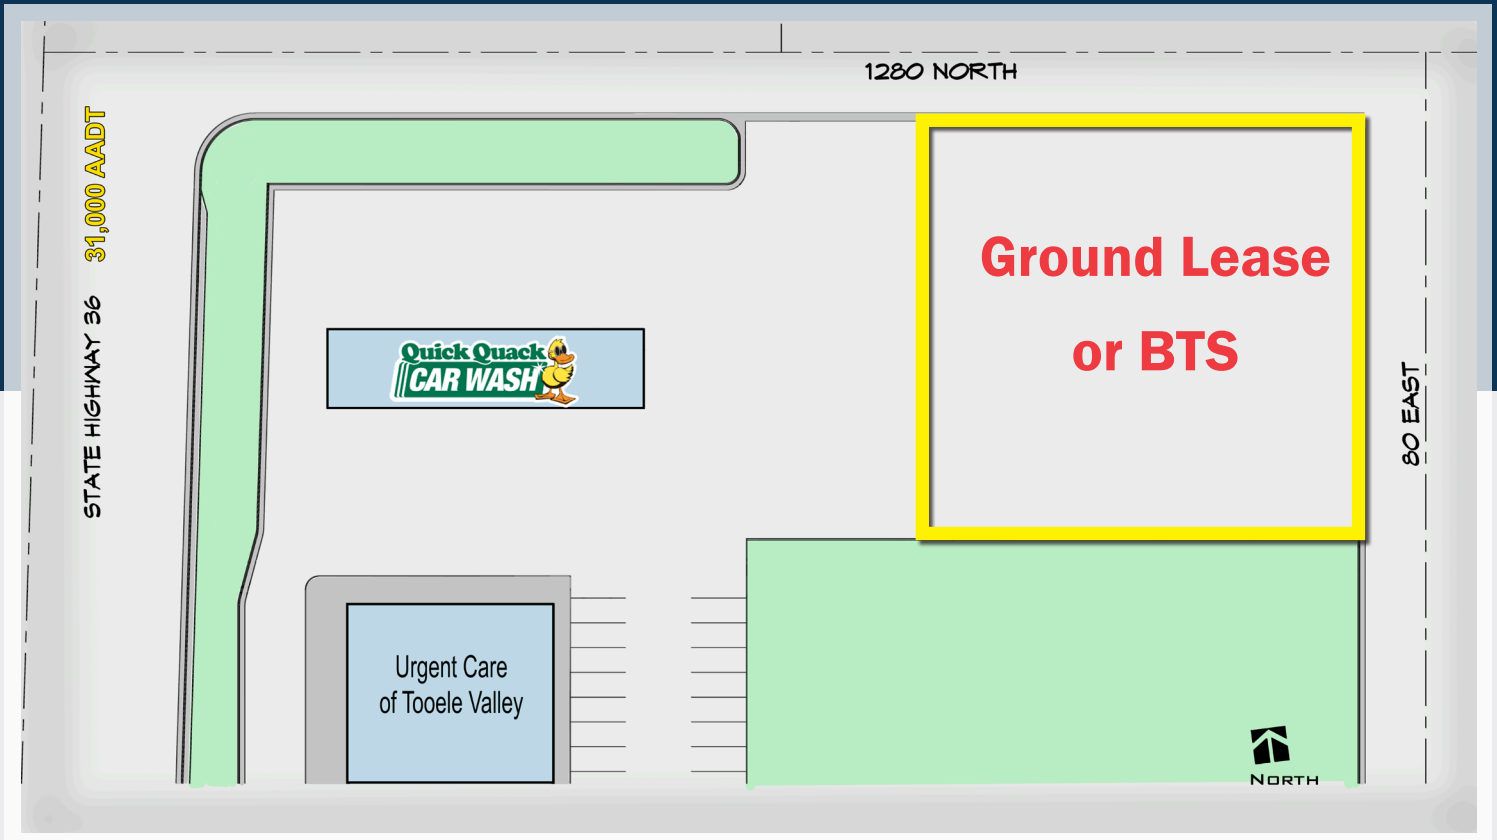 1280 NORTH
31,000 AADT
STATE HIGHWAY 36
Ground Lease
or BTS
Quick Quack
CAR WASH
80 EAST
Urgent Care
of Tooele Valley
NORTH